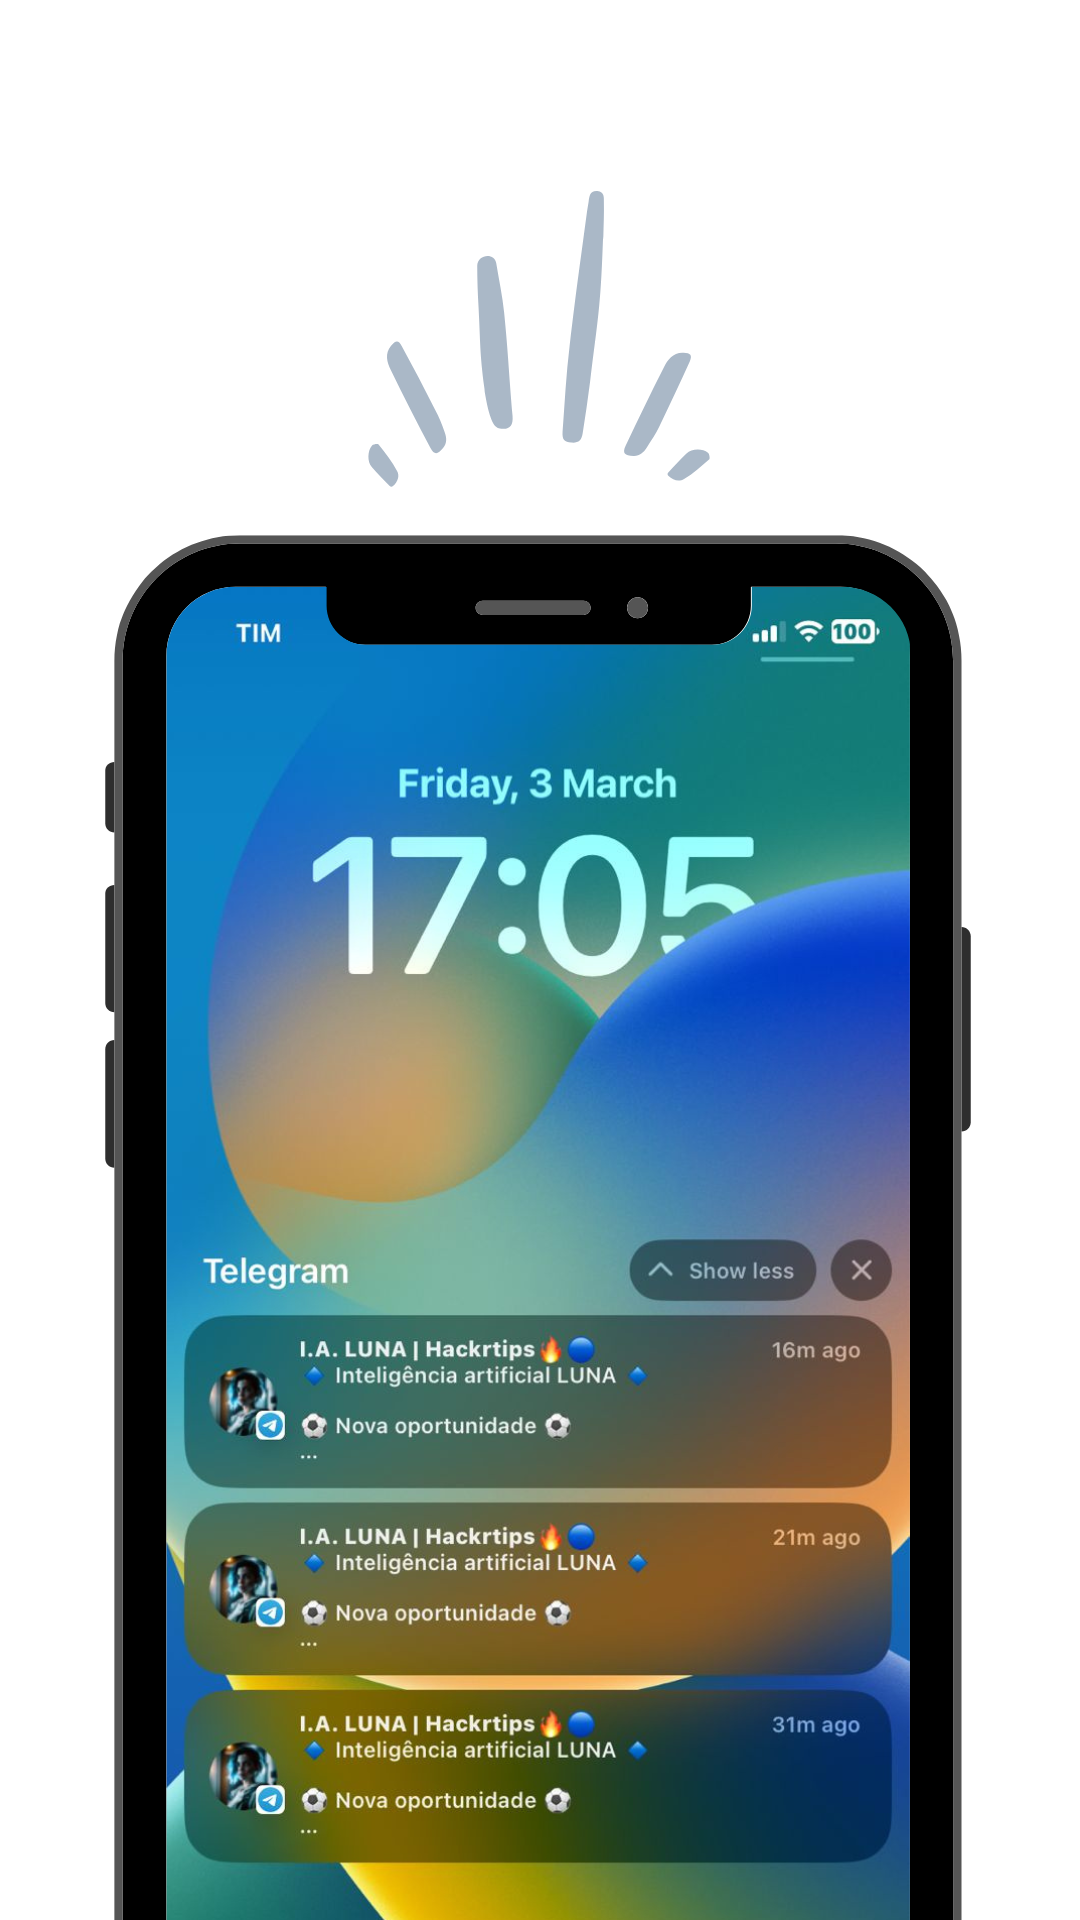 TIM
100
Friday, 3 March
17:05
Telegram
Show less
I.A. LUNA | Hackrtips🔥🔵
16m ago
🔹 Inteligência artificial LUNA 🔹
⚽ Nova oportunidade ⚽
...
I.A. LUNA | Hackrtips🔥🔵
21m ago
🔹 Inteligência artificial LUNA 🔹
⚽ Nova oportunidade ⚽
...
I.A. LUNA | Hackrtips🔥🔵
31m ago
🔹 Inteligência artificial LUNA 🔹
⚽ Nova oportunidade ⚽
...